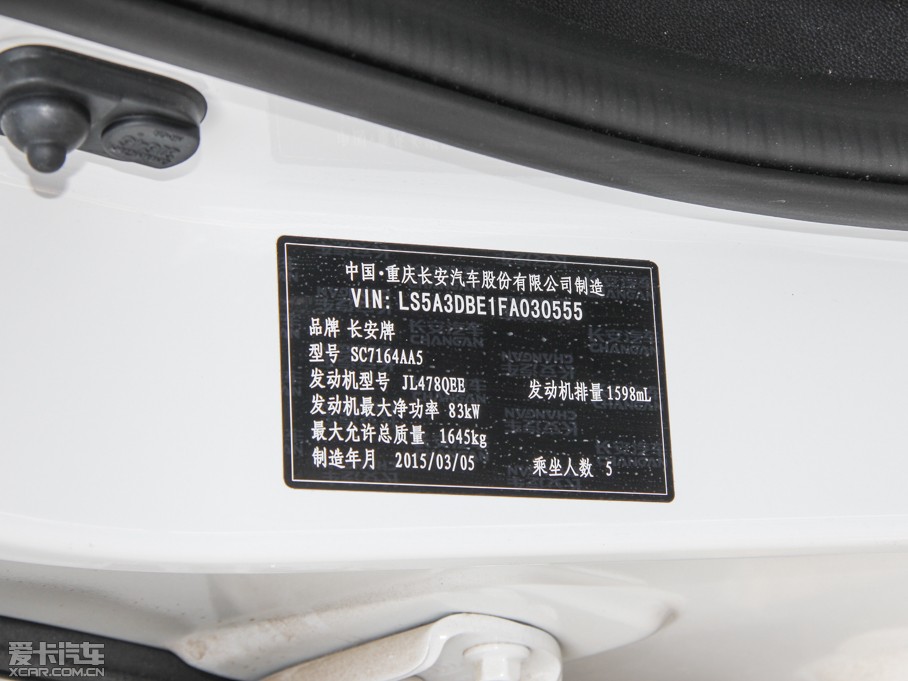 中国·重庆长安汽车股份有限公司制造
VIN: LS5A3DBE1FA030555
品牌 长安牌
型号 SC7164AA5
发动机型号 JL478QEE 发动机排量 1598mL
发动机最大净功率 83kW
最大允许总质量 1645kg
制造年月 2015/03/05 乘坐人数 5
爱卡汽车
XCAR.COM.CN